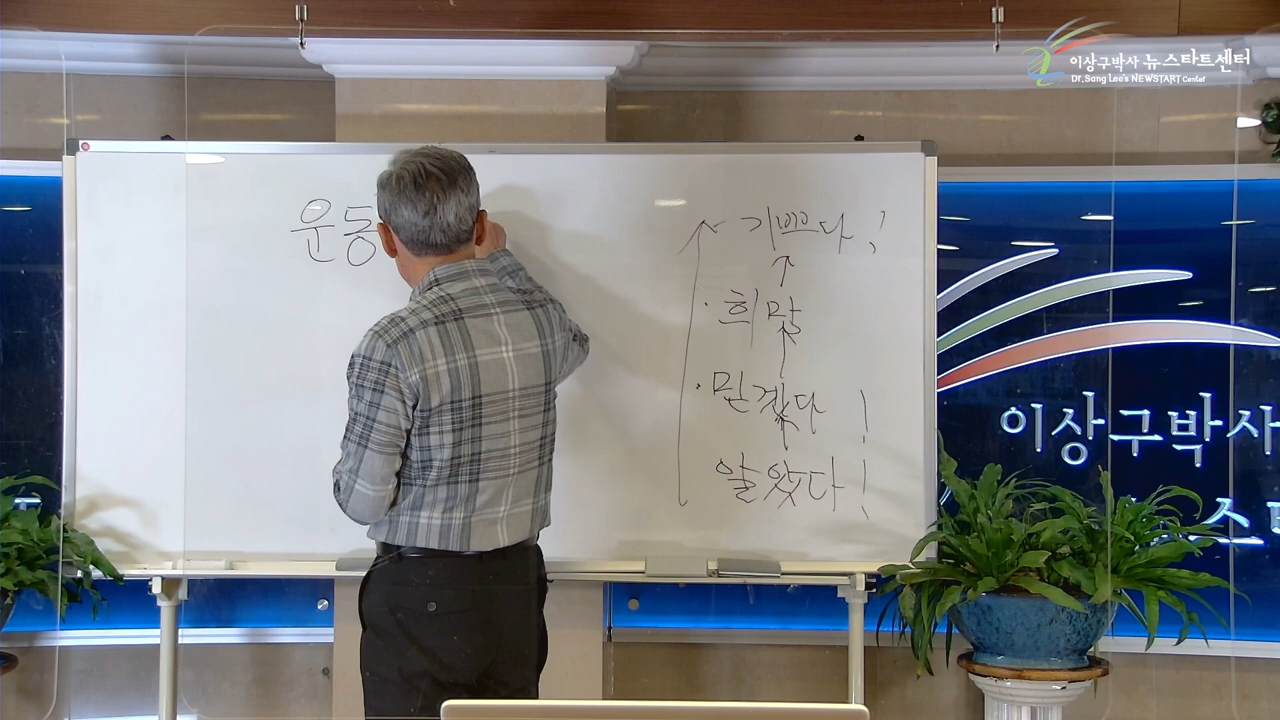 이상구박사 뉴스타트센터
Dr. Sang Lee's NEWSTART Center
운동
기쁘다!
·희망
·믿겠다!
알았다!
이상구박사
스